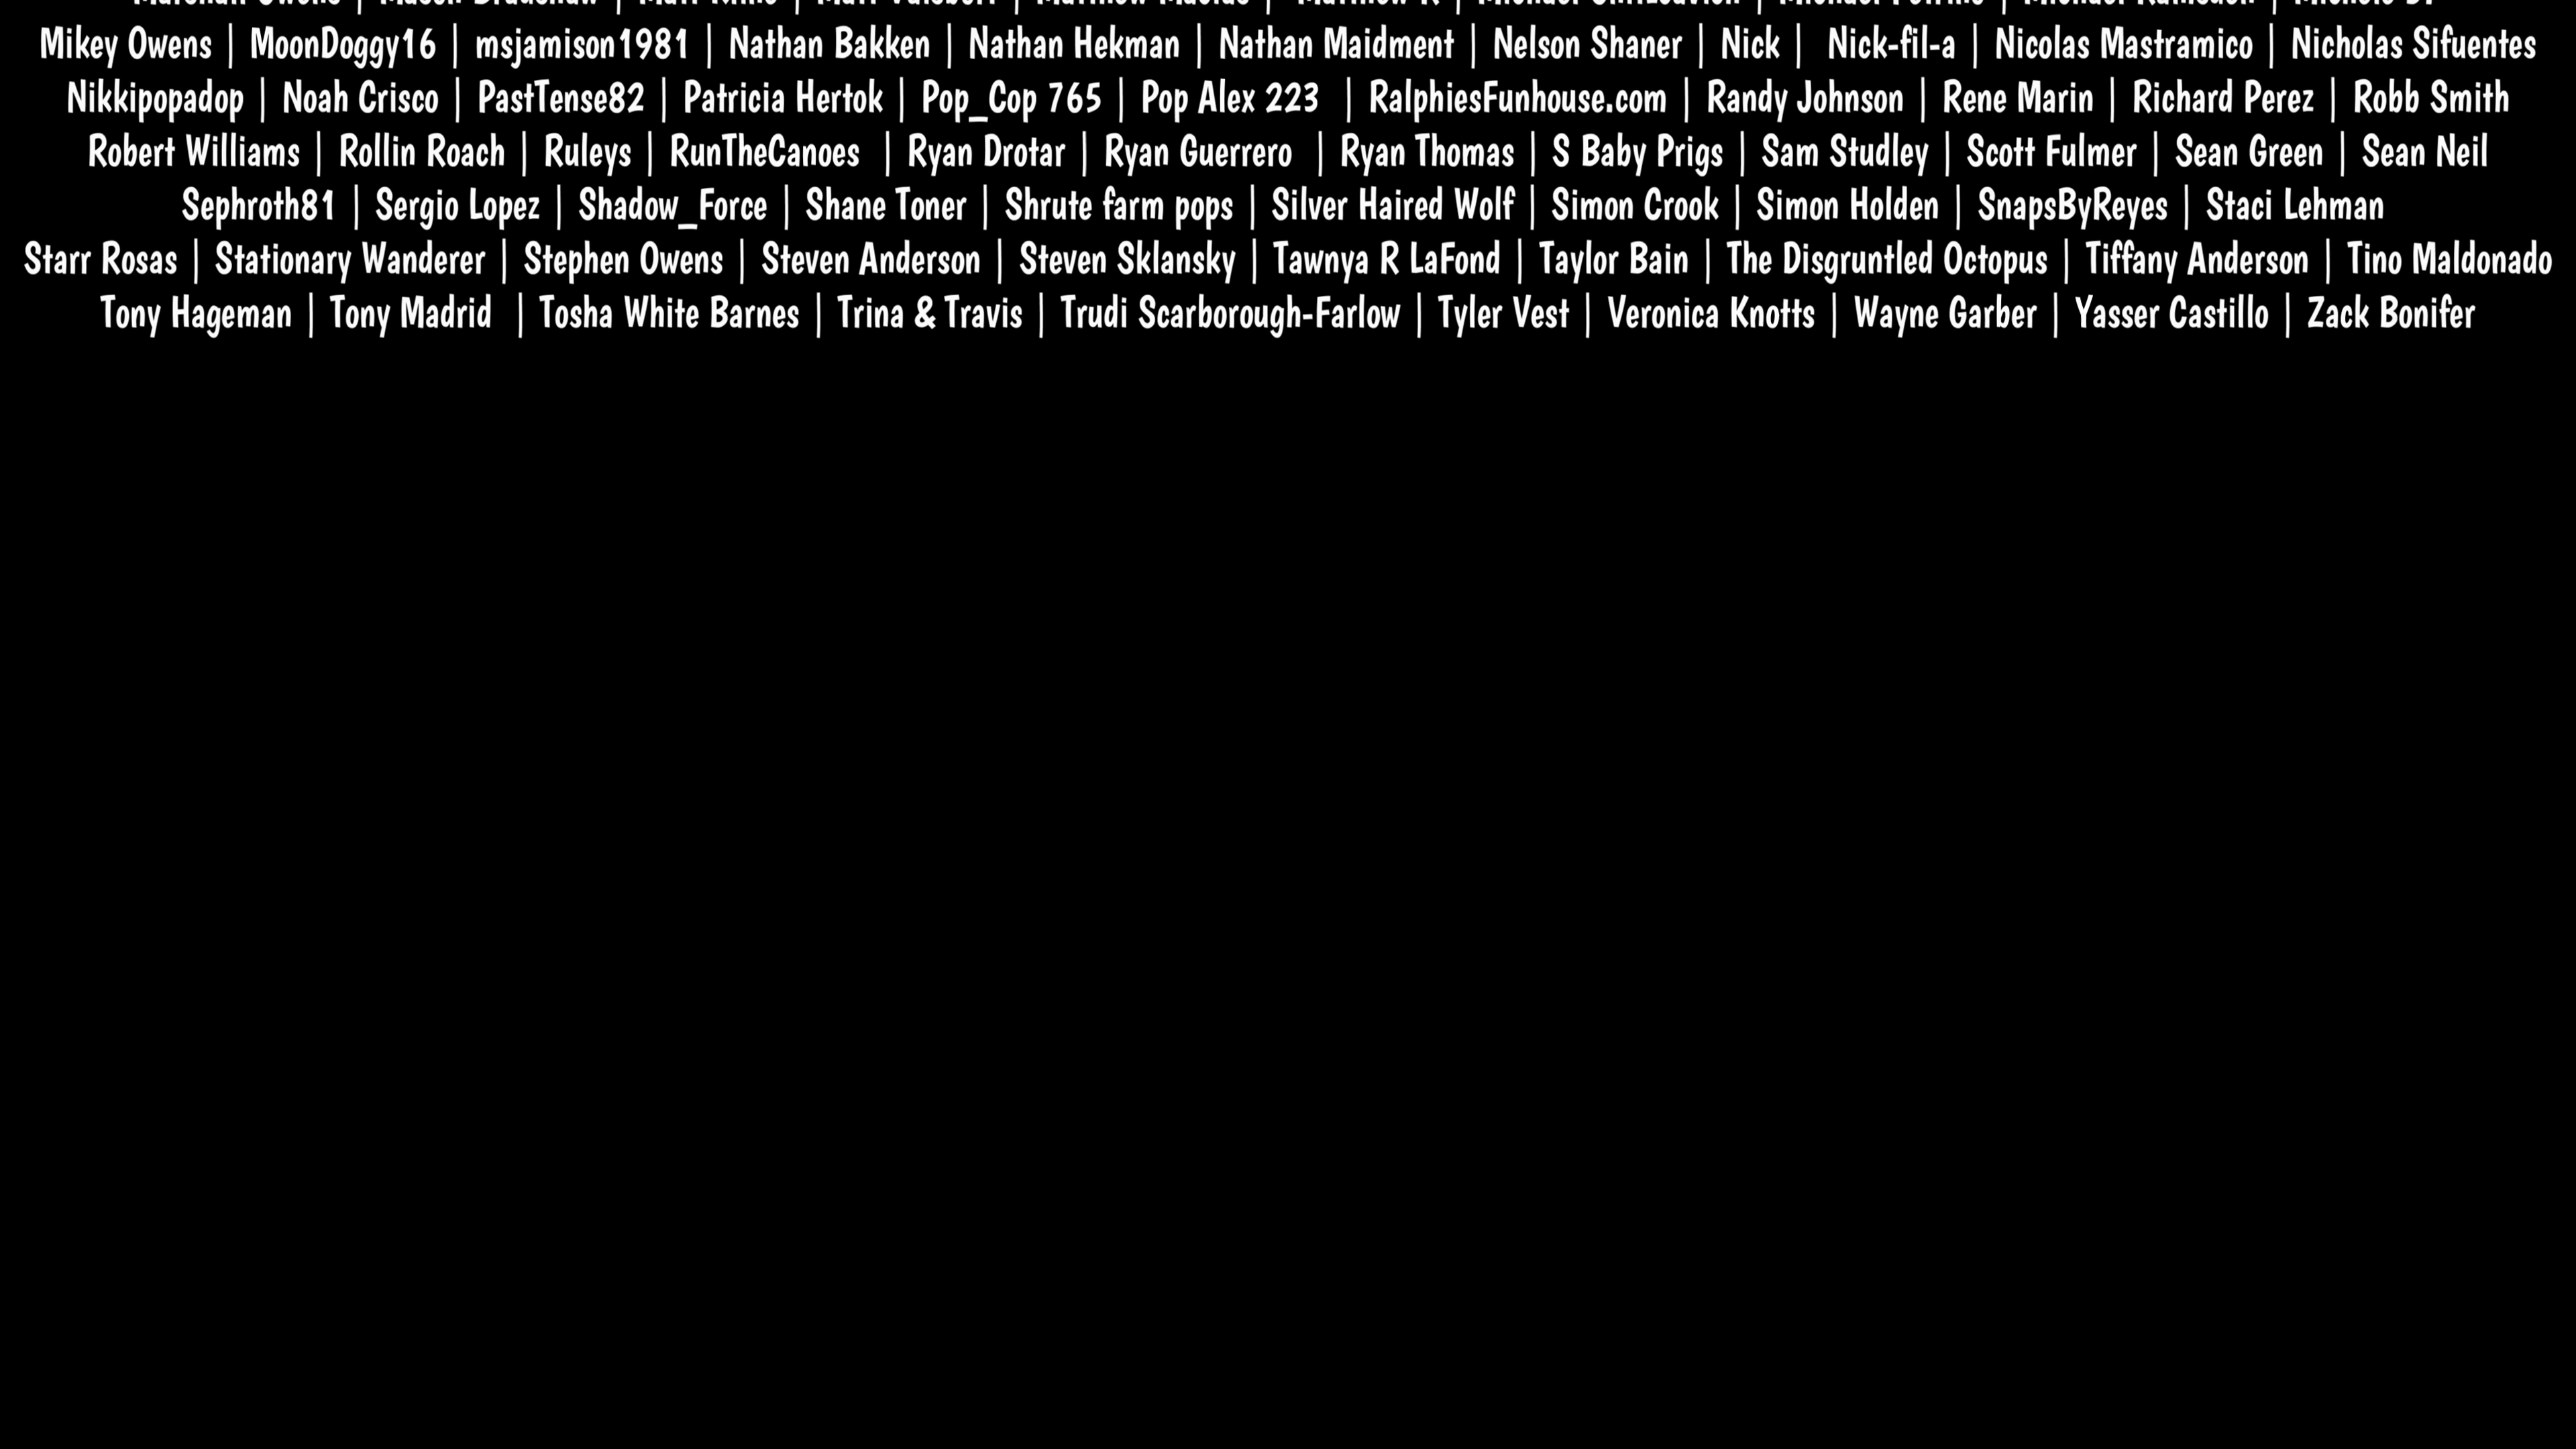 Mikey Owens | MoonDoggy16 | msjamison1981 | Nathan Bakken | Nathan Hekman | Nathan Maidment | Nelson Shaner | Nick | Nick-fil-a | Nicolas Mastramico | Nicholas Sifuentes
Nikkipopadop | Noah Crisco | PastTense82 | Patricia Hertok | Pop_Cop 765 | Pop Alex 223 | RalphiesFunhouse.com | Randy Johnson | Rene Marin | Richard Perez | Robb Smith
Robert Williams | Rollin Roach | Ruleys | RunTheCanoes | Ryan Drotar | Ryan Guerrero | Ryan Thomas | S Baby Prigs | Sam Studley | Scott Fulmer | Sean Green | Sean Neil
Sephroth81 | Sergio Lopez | Shadow_Force | Shane Toner | Shrute farm pops | Silver Haired Wolf | Simon Crook | Simon Holden | SnapsByReyes | Staci Lehman
Starr Rosas | Stationary Wanderer | Stephen Owens | Steven Anderson | Steven Sklansky | Tawnya R LaFond | Taylor Bain | The Disgruntled Octopus | Tiffany Anderson | Tino Maldonado
Tony Hageman | Tony Madrid | Tosha White Barnes | Trina & Travis | Trudi Scarborough-Farlow | Tyler Vest | Veronica Knotts | Wayne Garber | Yasser Castillo | Zack Bonifer